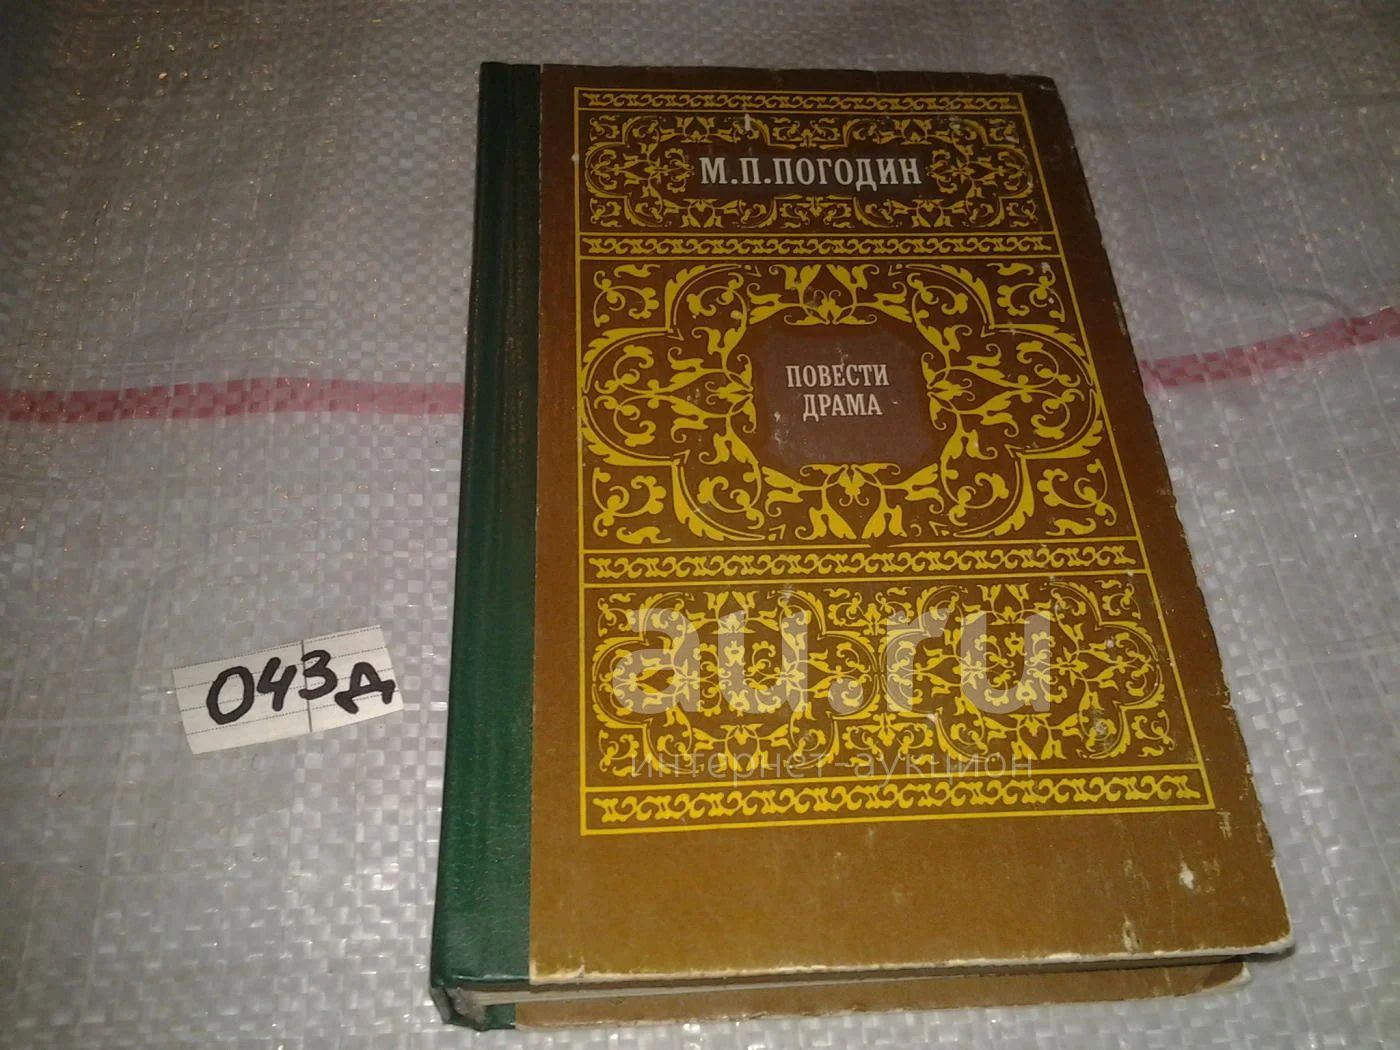 М.П.ПОГОДИН
ПОВЕСТИ
ДРАМА
043д
au.ru
интернет-аукцион